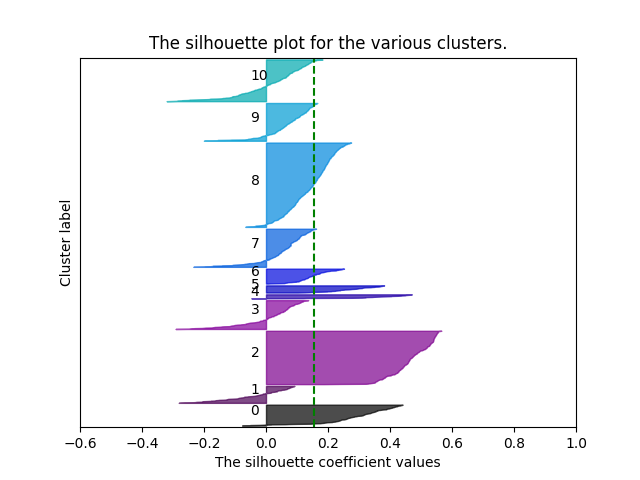 The silhouette plot for the various clusters.
10
9
8
7
6
5
4
3
2
1
0
Cluster label
−0.6 −0.4 −0.2 0.0 0.2 0.4 0.6 0.8 1.0
The silhouette coefficient values